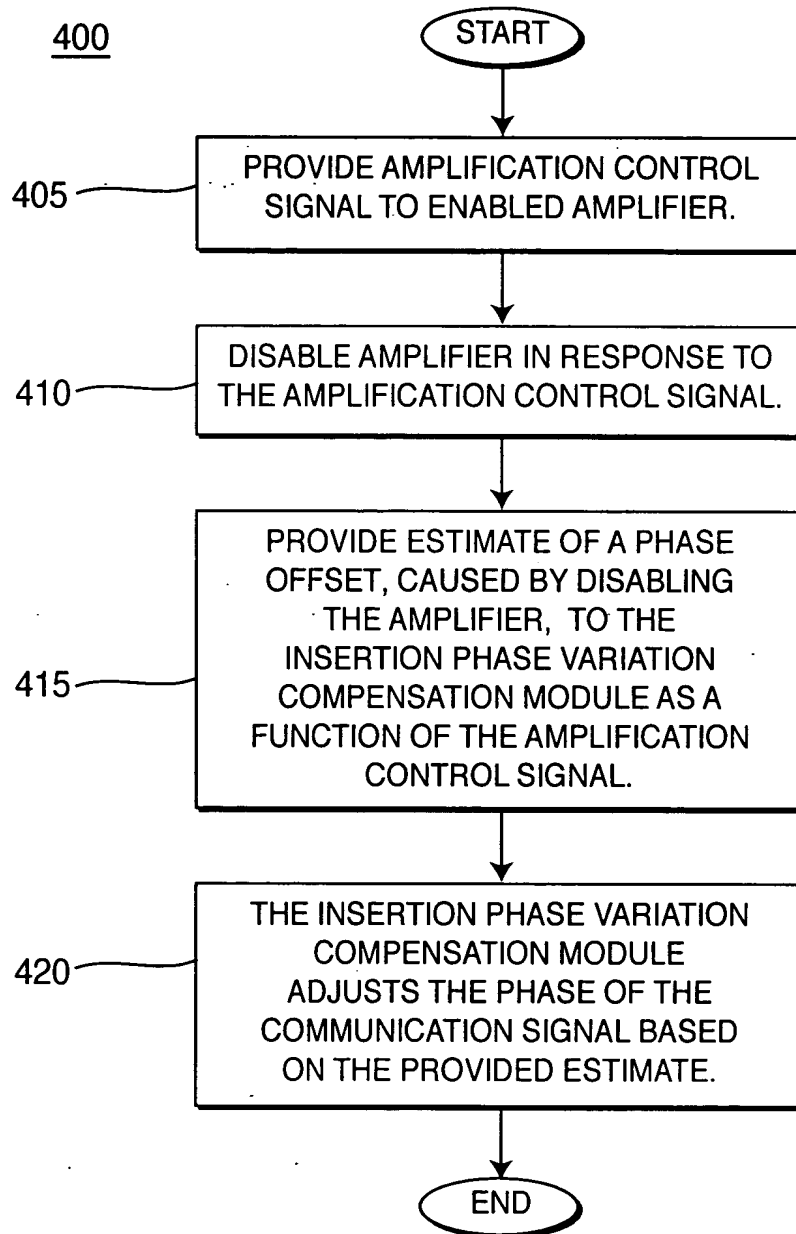 400
START
405
PROVIDE AMPLIFICATION CONTROL
SIGNAL TO ENABLED AMPLIFIER.
410
DISABLE AMPLIFIER IN RESPONSE TO
THE AMPLIFICATION CONTROL SIGNAL.
415
PROVIDE ESTIMATE OF A PHASE
OFFSET, CAUSED BY DISABLING
THE AMPLIFIER, TO THE
INSERTION PHASE VARIATION
COMPENSATION MODULE AS A
FUNCTION OF THE AMPLIFICATION
CONTROL SIGNAL.
420
THE INSERTION PHASE VARIATION
COMPENSATION MODULE
ADJUSTS THE PHASE OF THE
COMMUNICATION SIGNAL BASED
ON THE PROVIDED ESTIMATE.
END